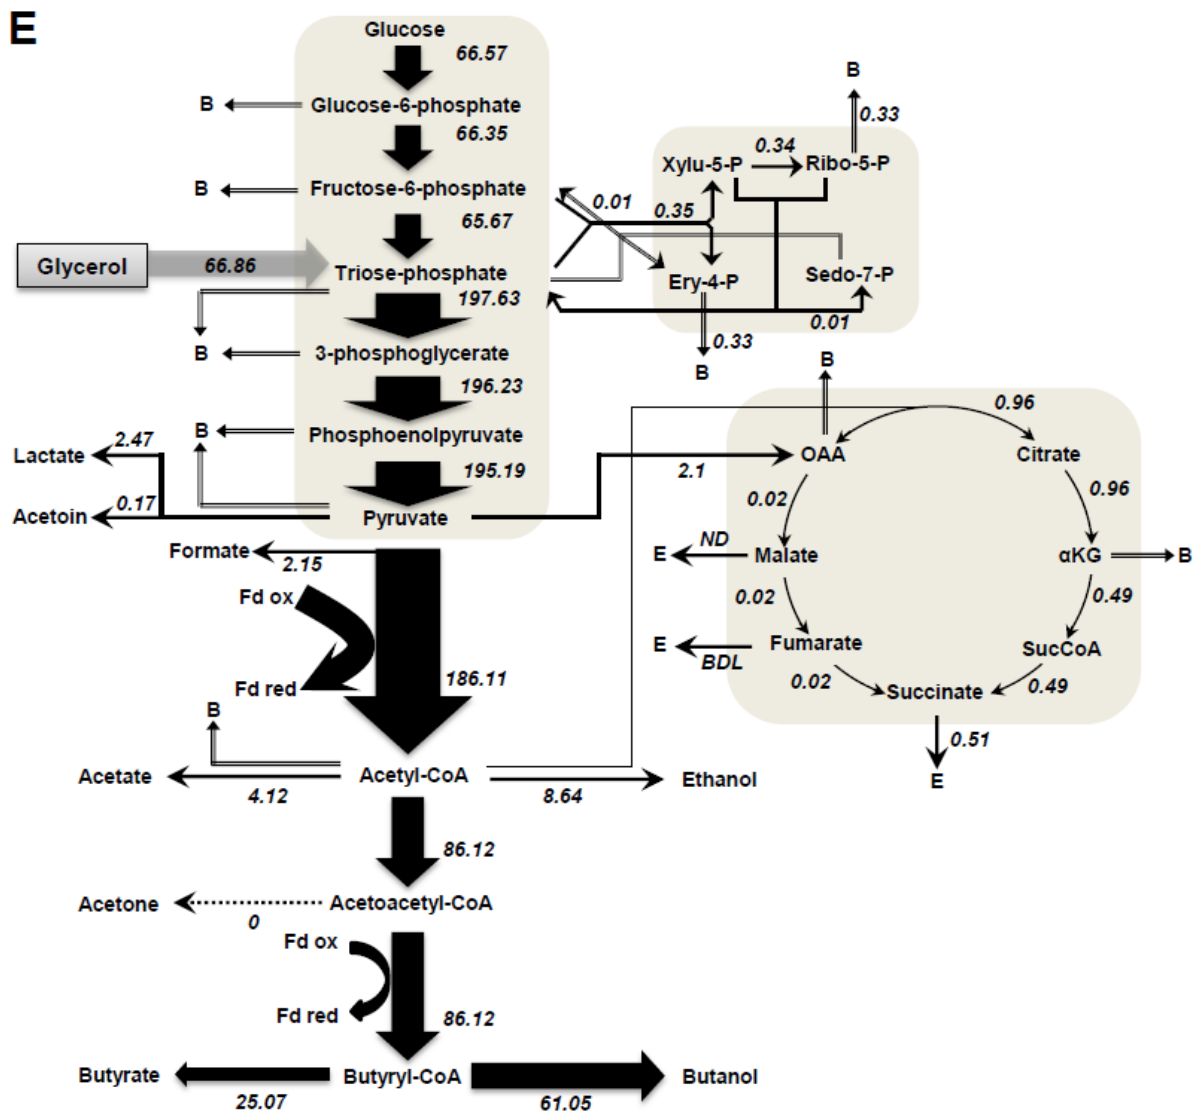 E
Glucose
66.57
B
Glucose-6-phosphate
66.35
B
Fructose-6-phosphate
65.67
Glycerol
66.86
Triose-phosphate
197.63
B
3-phosphoglycerate
196.23
B
Phosphoenolpyruvate
195.19
Lactate
2.47
Acetoin
0.17
Pyruvate
2.1
Formate
2.15
Fd ox
Fd red
186.11
B
Acetate
4.12
Acetyl-CoA
8.64
Ethanol
86.12
Acetone
0
Acetoacetyl-CoA
Fd ox
Fd red
86.12
Butyrate
25.07
Butyryl-CoA
61.05
Butanol
B
0.33
Xylu-5-P
0.34
Ribo-5-P
0.01
0.35
Ery-4-P
Sedo-7-P
0.01
0.33
B
B
0.96
OAA
Citrate
0.02
0.96
E
ND
Malate
αKG
B
0.02
0.49
E
BDL
Fumarate
SucCoA
0.02
0.49
Succinate
0.51
E